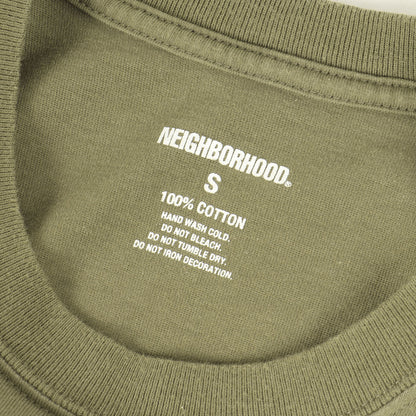 NEIGHBORHOOD®
S
100% COTTON
HAND WASH COLD.
DO NOT BLEACH.
DO NOT TUMBLE DRY.
DO NOT IRON DECORATION.